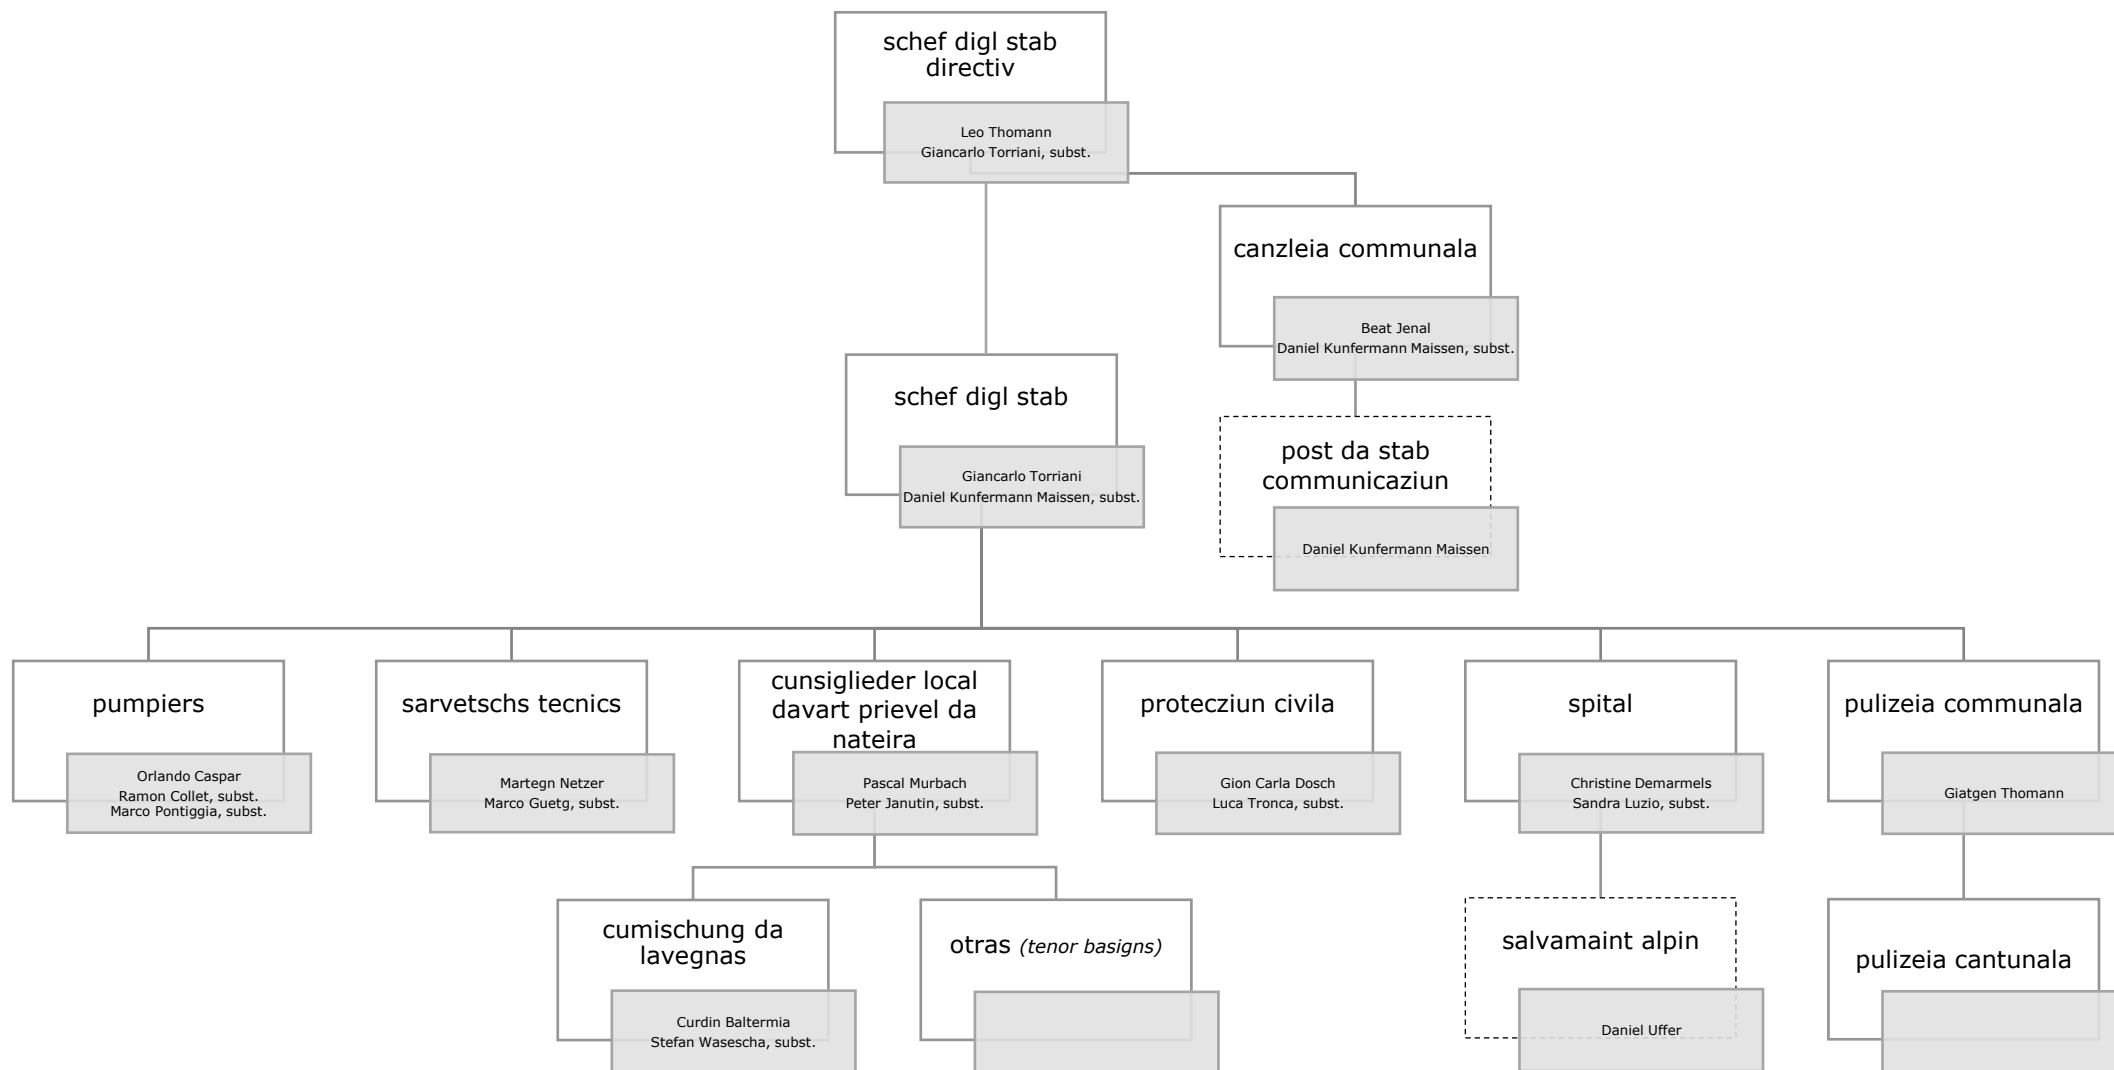 schef digl stab
directiv
Leo Thomann
Giancarlo Torriani, subst.
canzleia communala
Beat Jenal
Daniel Kunfermann Maissen, subst.
schef digl stab
Giancarlo Torriani
Daniel Kunfermann Maissen, subst.
post da stab
communicaziun
Daniel Kunfermann Maissen
pumpiers
Orlando Caspar
Ramon Collet, subst.
Marco Pontiggia, subst.
sarvetschs tecnics
Martegn Netzer
Marco Guetg, subst.
cunsiglieder local
davart prievel da
nateira
Pascal Murbach
Peter Janutin, subst.
protecziun civila
Gion Carla Dosch
Luca Tronca, subst.
spital
Christine Demarmels
Sandra Luzio, subst.
pulizeia communala
Giatgen Thomann
cumischung da
lavegnas
Curdin Baltermia
Stefan Wasescha, subst.
otras (tenor basigns)
salvamaint alpin
Daniel Uffer
pulizeia cantunala